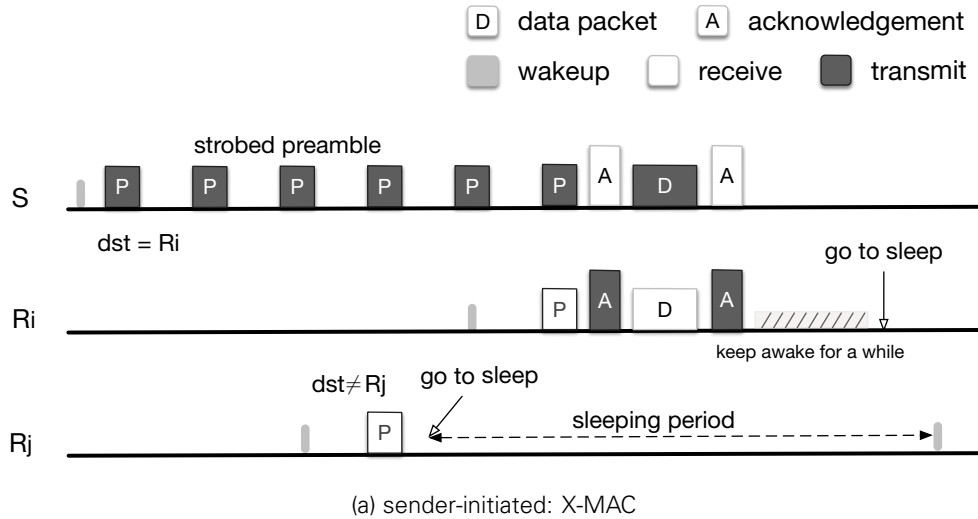 D data packet A acknowledgement
wakeup receive transmit
strobed preamble
S P P P P P P A D A
dst = Ri
go to sleep
Ri P A D A
keep awake for a while
dst≠Rj go to sleep
Rj P sleeping period
(a) sender-initiated: X-MAC